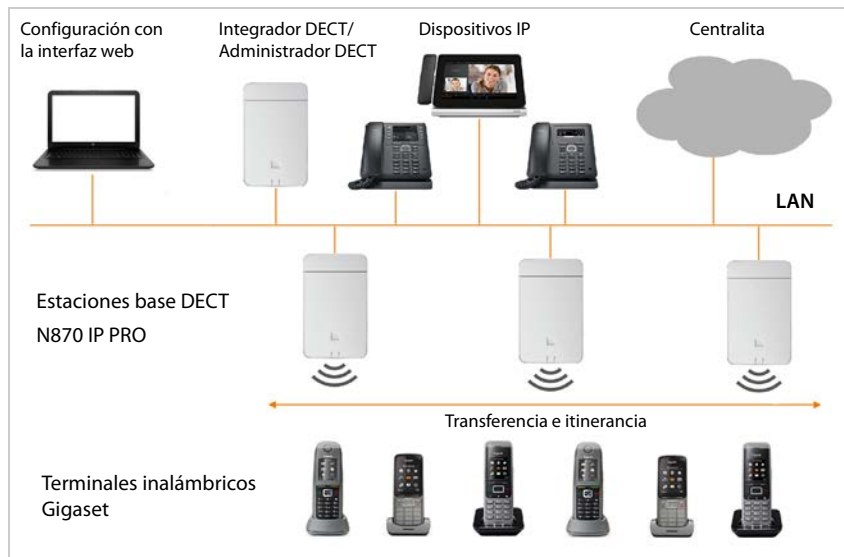 Configuración con
la interfaz web
Integrador DECT/
Administrador DECT
Dispositivos IP
Centralita
LAN
Estaciones base DECT
N870 IP PRO
Transferencia e itinerancia
Terminales inalámbricos
Gigaset